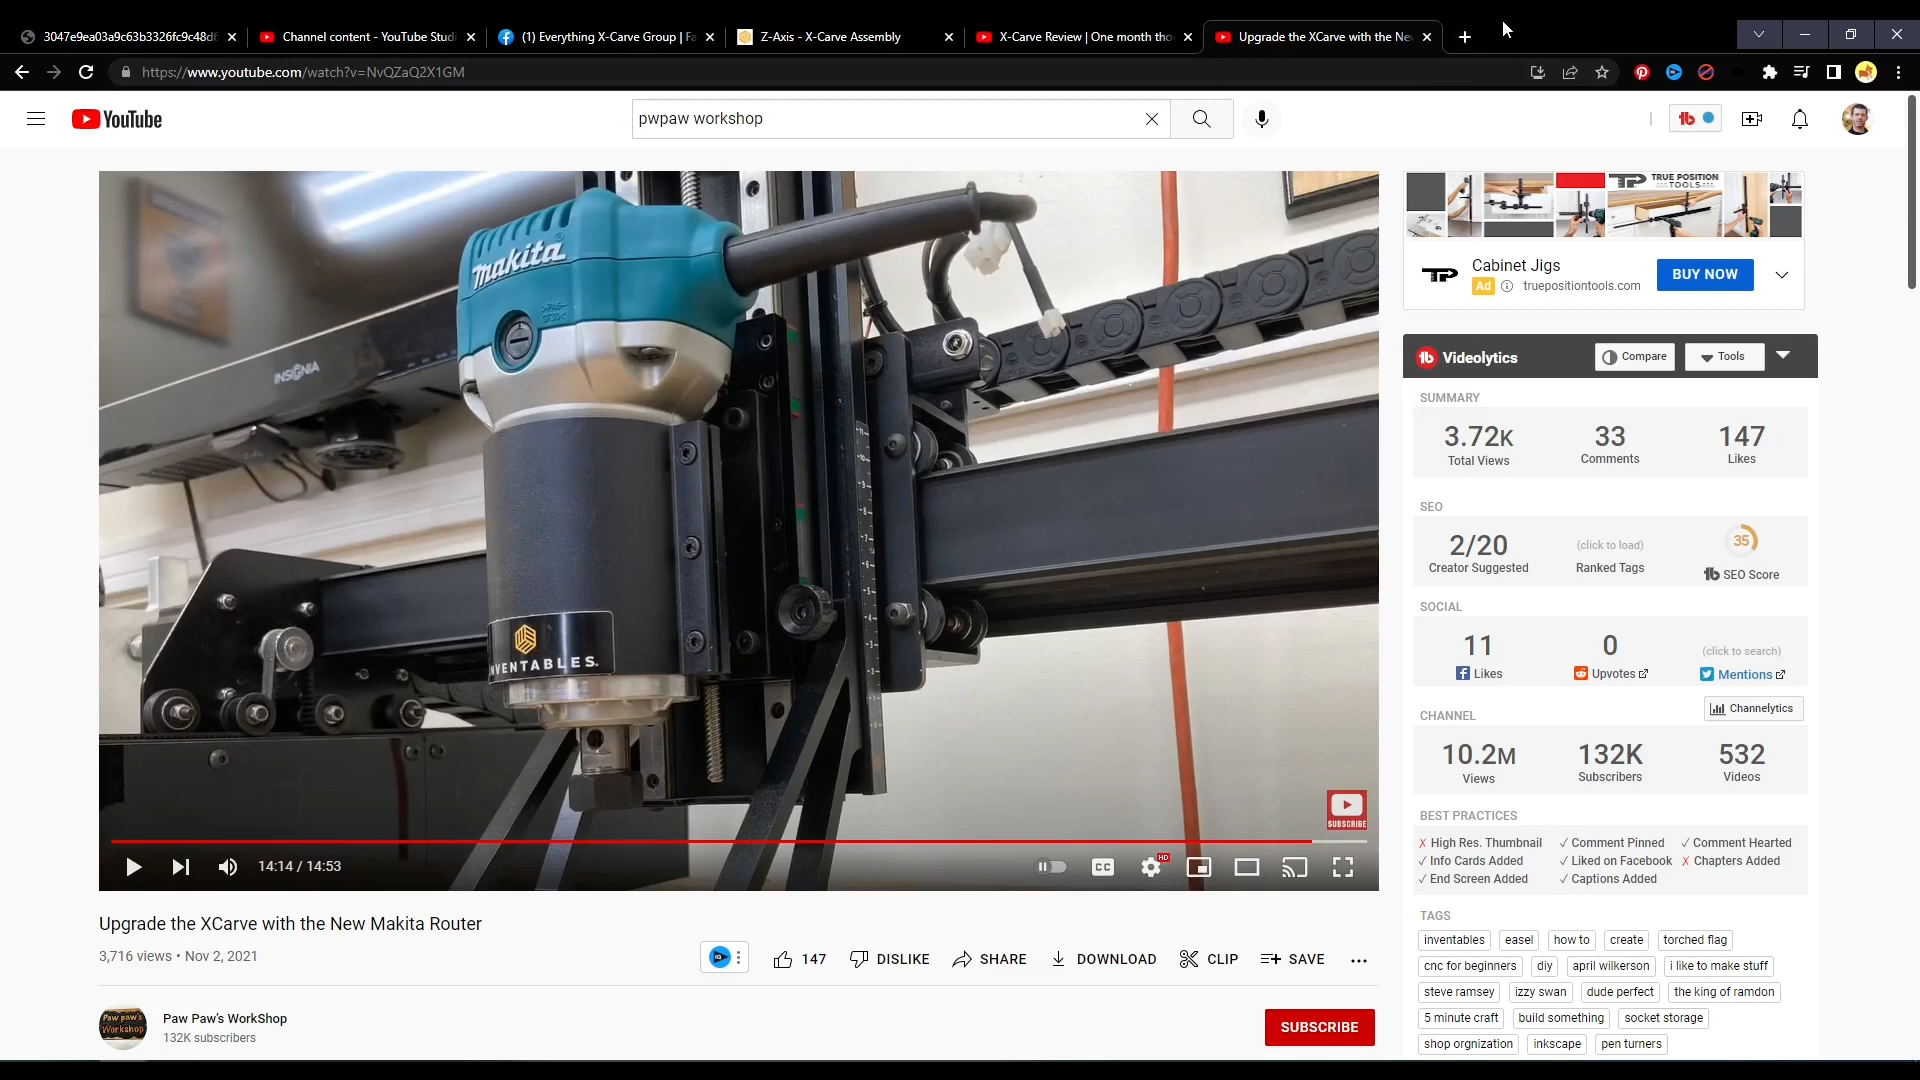 3047e9ea03a9c63b3326fc9c48d6
Channel content - YouTube Studi
(1) Everything X-Carve Group | Fa
Z-Axis - X-Carve Assembly
X-Carve Review | One month tho
Upgrade the XCarve with the Ne
https://www.youtube.com/watch?v=NvQZaQ2X1GM
YouTube
pwpaw workshop
makita
INSIGNIA
NVENTABLES.
SUBSCRIBE
14:14 / 14:53
CC
HD
Upgrade the XCarve with the New Makita Router
3,716 views • Nov 2, 2021
147
DISLIKE
SHARE
DOWNLOAD
CLIP
SAVE
Paw paw's Workshop
Paw Paw's WorkShop
132K subscribers
SUBSCRIBE
TRUE POSITION
TOOLS
Cabinet Jigs
Ad truepositiontools.com
BUY NOW
Videolytics
Compare
Tools
SUMMARY
3.72K 33 147
Total Views Comments Likes
SEO
2/20 (click to load) 35
Creator Suggested Ranked Tags SEO Score
SOCIAL
11 0 (click to search)
Likes Upvotes Mentions
CHANNEL Channelytics
10.2M 132K 532
Views Subscribers Videos
BEST PRACTICES
✗ High Res. Thumbnail ✓ Comment Pinned ✓ Comment Hearted
✓ Info Cards Added ✓ Liked on Facebook ✗ Chapters Added
✓ End Screen Added ✓ Captions Added
TAGS
inventables easel how to create torched flag
cnc for beginners diy april wilkerson i like to make stuff
steve ramsey izzy swan dude perfect the king of ramdon
5 minute craft build something socket storage
shop orgnization inkscape pen turners